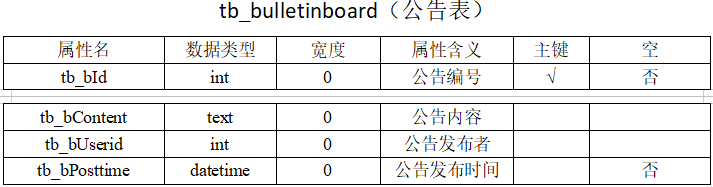 tb_bulletinboard（公告表）
属性名 数据类型 宽度 属性含义 主键 空
tb_bId int 0 公告编号 √ 否
tb_bContent text 0 公告内容
tb_bUserid int 0 公告发布者
tb_bPosttime datetime 0 公告发布时间 否